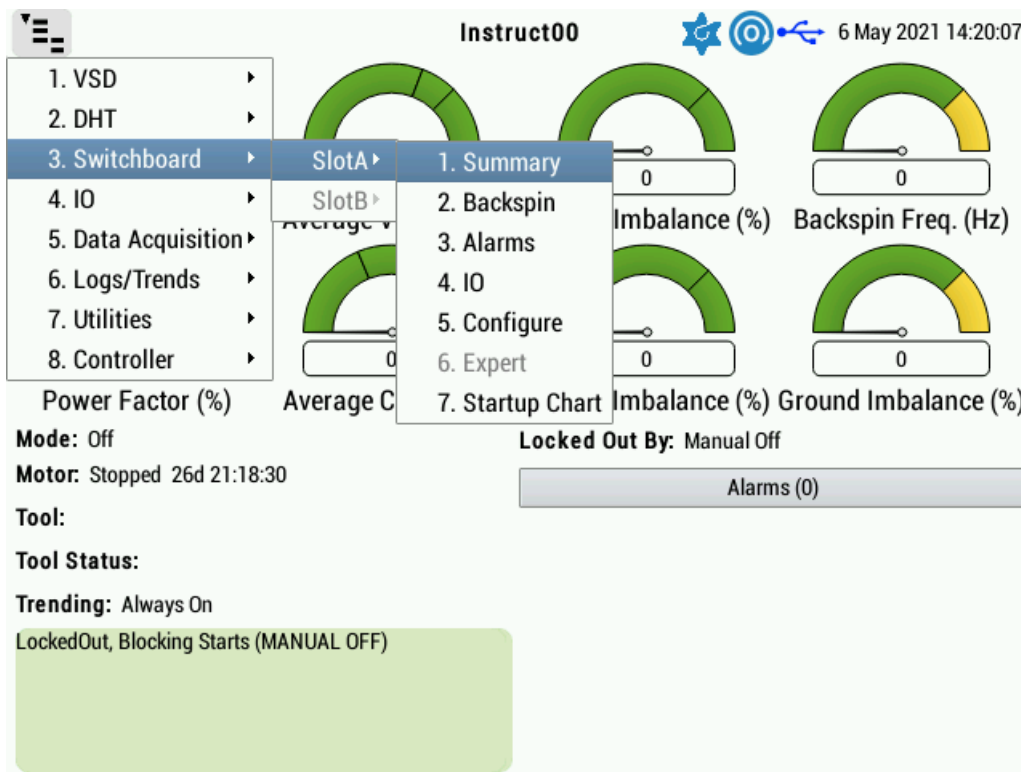 Instruct00
6 May 2021 14:20:07
1. VSD
2. DHT
3. Switchboard
4. IO
5. Data Acquisition
6. Logs/Trends
7. Utilities
8. Controller
SlotA
SlotB
1. Summary
2. Backspin
3. Alarms
4. IO
5. Configure
6. Expert
7. Startup Chart
0
0
Average
Imbalance (%)
Backspin Freq. (Hz)
0
0
0
Power Factor (%)
Average
Imbalance (%)
Ground Imbalance (%)
Mode: Off
Locked Out By: Manual Off
Motor: Stopped 26d 21:18:30
Alarms (0)
Tool:
Tool Status:
Trending: Always On
LockedOut, Blocking Starts (MANUAL OFF)